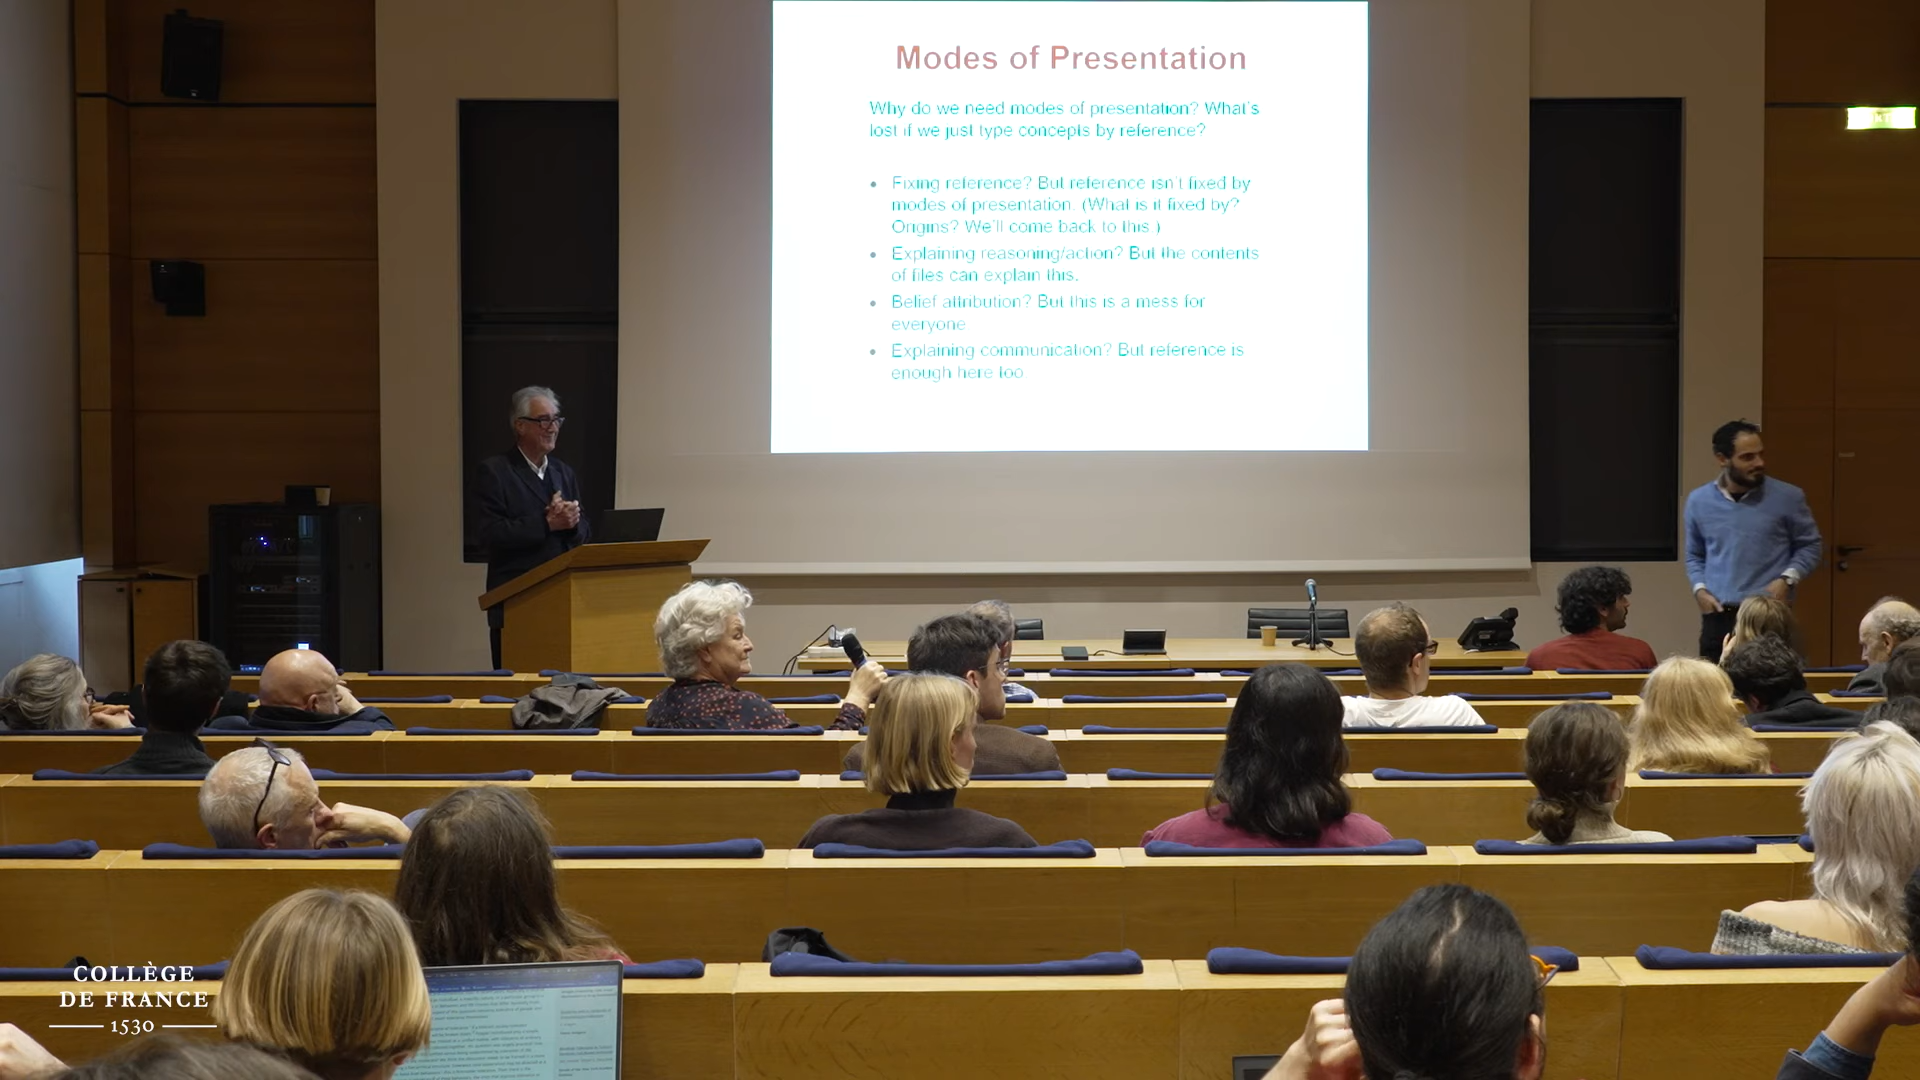 Modes of Presentation
Why do we need modes of presentation? What's
lost if we just type concepts by reference?
• Fixing reference? But reference isn't fixed by
modes of presentation. (What is it fixed by?
Origins? We'll come back to this.)
• Explaining reasoning/action? But the contents
of files can explain this.
• Belief attribution? But this is a mess for
everyone
• Explaining communication? But reference is
enough here too
COLLÈGE
DE FRANCE
1530